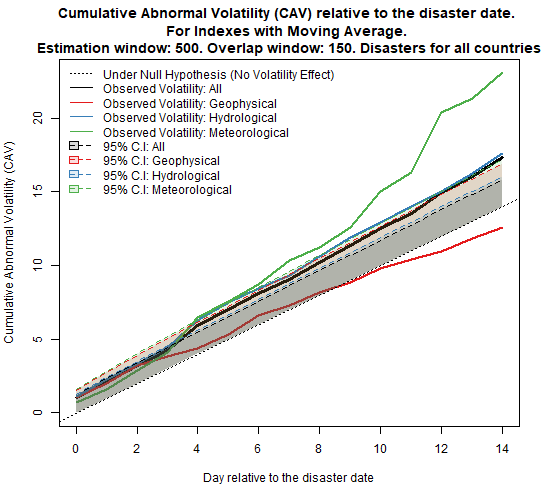 Cumulative Abnormal Volatility (CAV) relative to the disaster date.
For Indexes with Moving Average.
Estimation window: 500. Overlap window: 150. Disasters for all countries
Under Null Hypothesis (No Volatility Effect)
Observed Volatility: All
Observed Volatility: Geophysical
Observed Volatility: Hydrological
Observed Volatility: Meteorological
95% C.I: All
95% C.I: Geophysical
95% C.I: Hydrological
95% C.I: Meteorological
Cumulative Abnormal Volatility (CAV)
20
15
10
5
0
0 2 4 6 8 10 12 14
Day relative to the disaster date